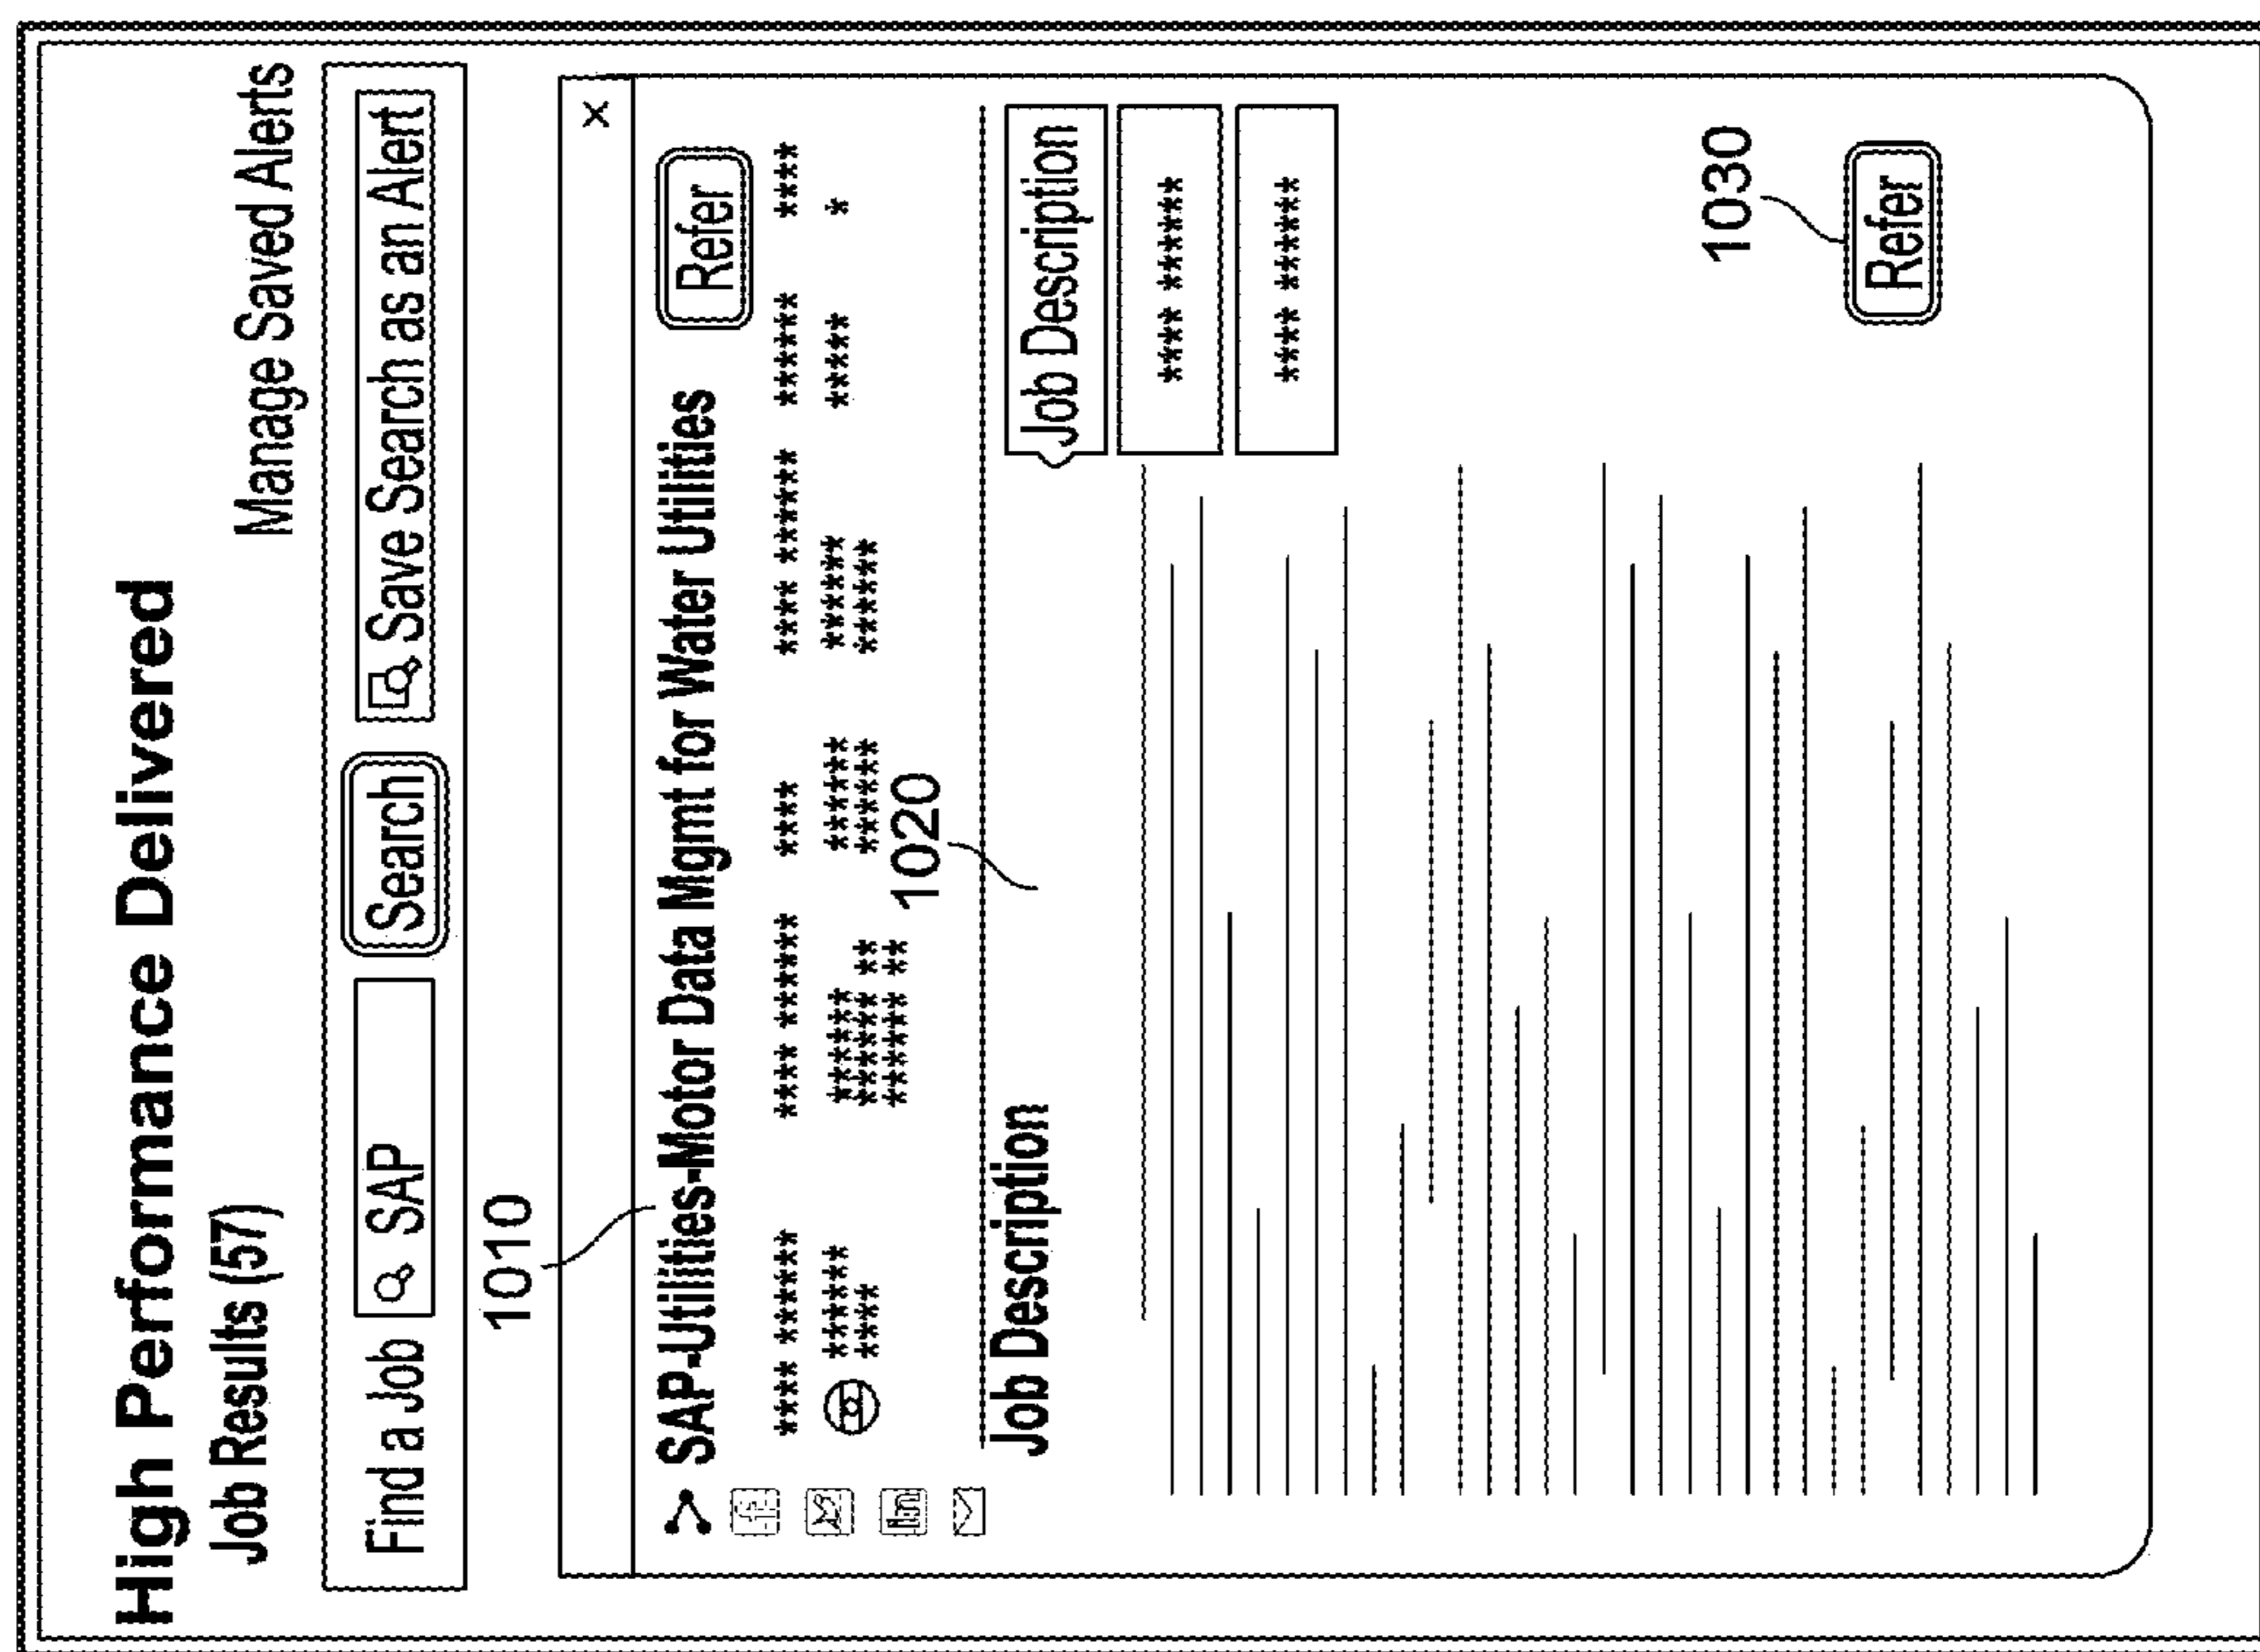 High Performance Delivered
Job Results (57)
Manage Saved Alerts
Find a Job SAP Search Save Search as an Alert
1010
×
SAP-Utilities-Motor Data Mgmt for Water Utilities Refer
**** ****** **** ****** **** **** ****** ****** ****
****** ******* ****** ****** ***** *
**** ******* ** ******* *******
****** **
1020
Job Description
Job Description
**** ******
**** ******
1030
Refer